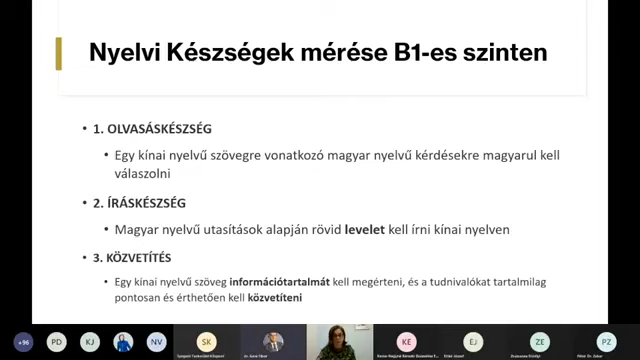 Nyelvi Készségek mérése B1-es szinten
• 1. OLVASÁSKÉSZSÉG
• Egy kínai nyelvű szövegre vonatkozó magyar nyelvű kérdésekre magyarul kell
válaszolni
• 2. ÍRÁSKÉSZSÉG
• Magyar nyelvű utasítások alapján rövid levelet kell írni kínai nyelven
• 3. KÖZVETÍTÉS
• Egy kínai nyelvű szöveg információtartalmát kell megérteni, és a tudnivalókat tartalmilag
pontosan és érthetően kell közvetíteni
+96 PD KJ NV SK KE EJ ZE PZ